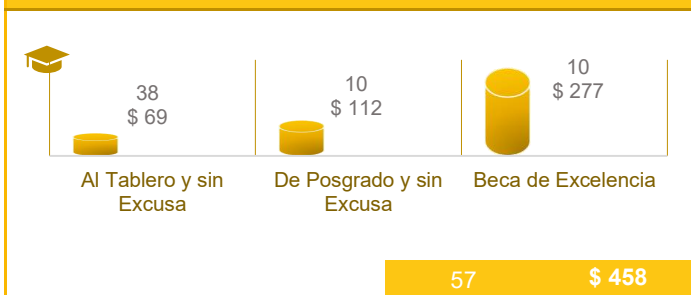 38
$ 69
10
$ 112
10
$ 277
Al Tablero y sin
Excusa
De Posgrado y sin
Excusa
Beca de Excelencia
57
$ 458